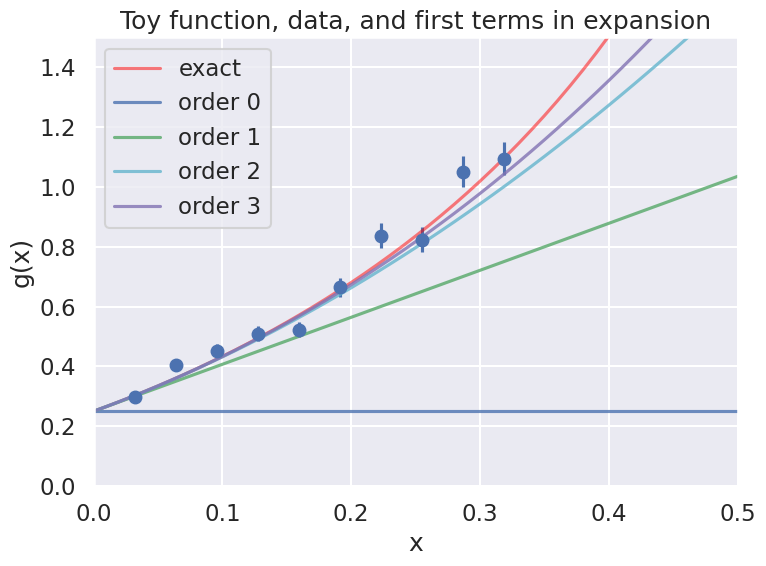 Toy function, data, and first terms in expansion
exact
order 0
order 1
order 2
order 3
g(x)
1.4
1.2
1.0
0.8
0.6
0.4
0.2
0.0
0.0 0.1 0.2 0.3 0.4 0.5
x